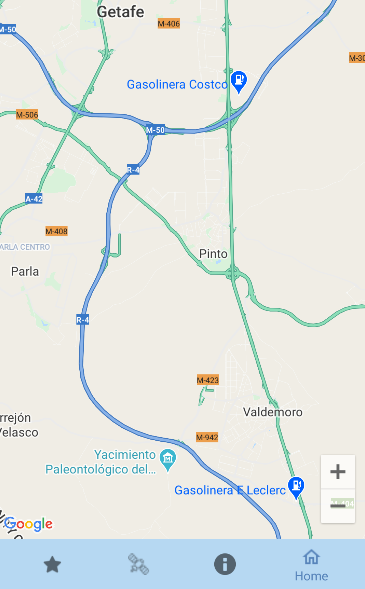 Getafe
M-406
M-50
M-30
Gasolinera Costco
M-506
M-50
R-4
A-42
M-408
ARLA CENTRO
Pinto
Parla
R-4
M-423
Valdemoro
rrejón
Velasco
M-942
Yacimiento
Paleontológico del...
Gasolinera E Leclerc
Google
Home